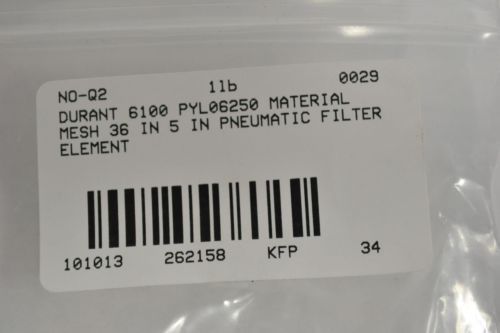 NO-Q2 1lb 0029
DURANT 6100 PYL06250 MATERIAL
MESH 36 IN 5 IN PNEUMATIC FILTER
ELEMENT
101013 262158 KFP 34